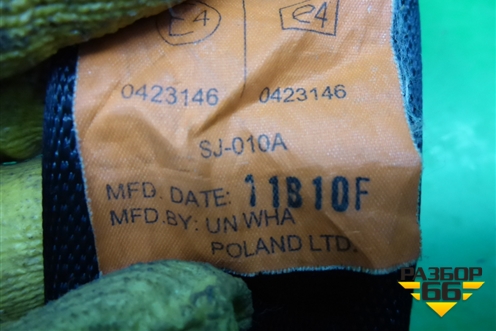 E4 E4
0423146 0423146
SJ-010A
MFD. DATE: 11B10F
MFD.BY: UN WHA
POLAND LTD.
РАЗБОР
66